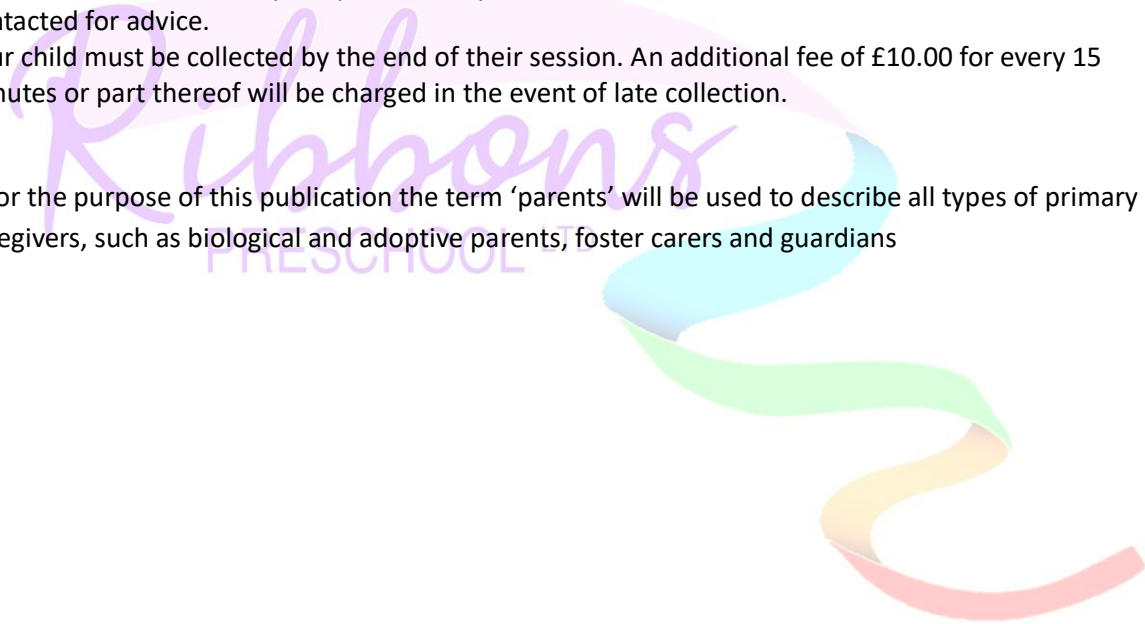 ntacted for advice.
ur child must be collected by the end of their session. An additional fee of £10.00 for every 15
nutes or part thereof will be charged in the event of late collection.
Ribbons
PRESCHOOL LTD
or the purpose of this publication the term ‘parents’ will be used to describe all types of primary
egivers, such as biological and adoptive parents, foster carers and guardians